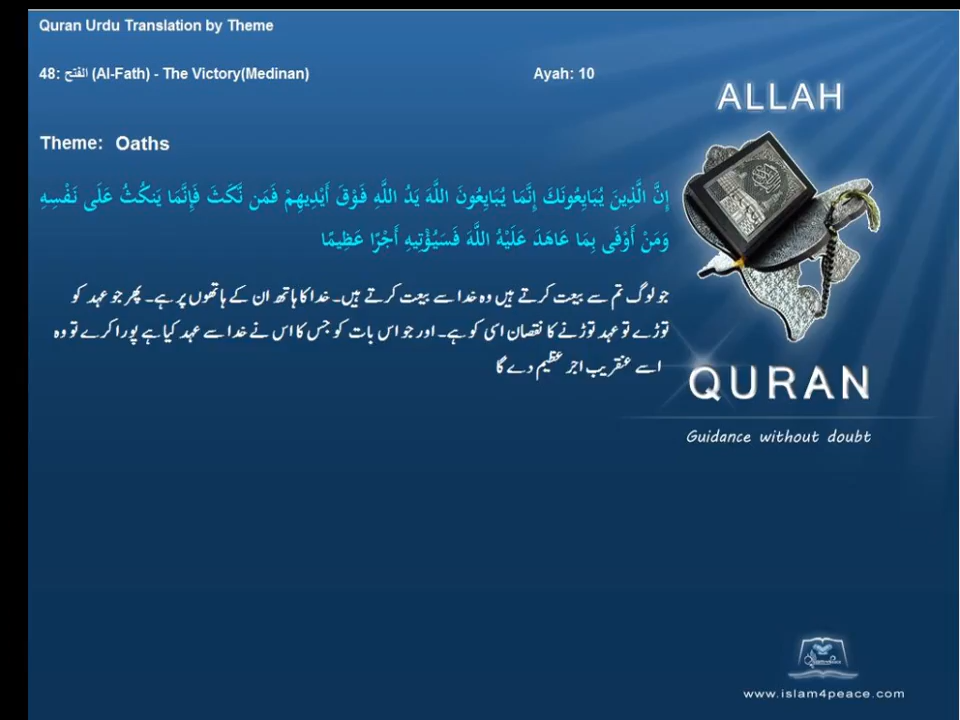 Quran Urdu Translation by Theme
48: الفتح (Al-Fath) - The Victory(Medinan) Ayah: 10
ALLAH
Theme: Oaths
إِنَّ الَّذِينَ يُبَايِعُونَكَ إِنَّمَا يُبَايِعُونَ اللَّهَ يَدُ اللَّهِ فَوْقَ أَيْدِيهِمْ فَمَن نَّكَثَ فَإِنَّمَا يَنكُثُ عَلَى نَفْسِهِ
وَمَنْ أَوْفَى بِمَا عَاهَدَ عَلَيْهُ اللَّهَ فَسَيُؤْتِيهِ أَجْرًا عَظِيمًا
جو لوگ تم سے بیعت کرتے ہیں وہ خدا سے بیعت کرتے ہیں۔ خدا کا ہاتھ ان کے ہاتھوں پر ہے۔ پھر جو عہد کو
توڑے تو عہد توڑنے کا نقصان اسی کو ہے۔ اور جو اس بات کو جس کا اس نے خدا سے عہد کیا ہے پورا کرے تو وہ
اسے عنقریب اجر عظیم دے گا
QURAN
Guidance without doubt
www.islam4peace.com